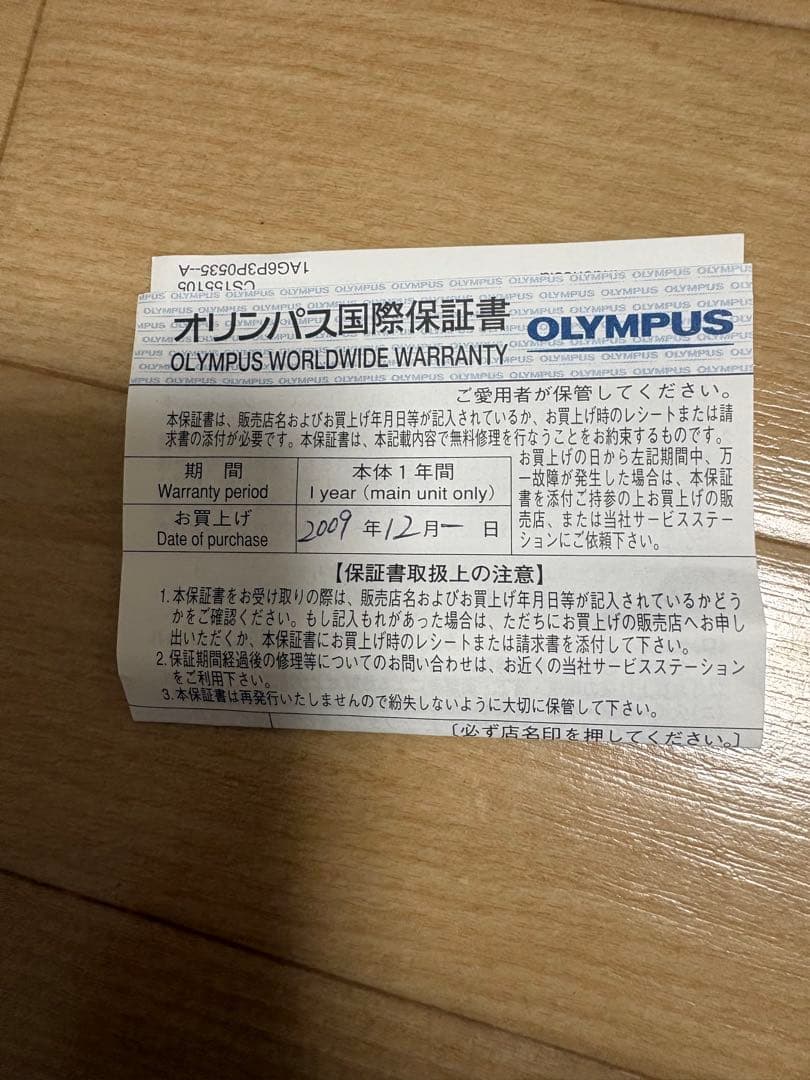 1AG6P3P0535--A
CS155105
オリンパス国際保証書 OLYMPUS
OLYMPUS WORLDWIDE WARRANTY
ご愛用者が保管してください。
本保証書は、販売店名およびお買上げ年月日等が記入されているか、お買上げ時のレシートまたは請
求書の添付が必要です。本保証書は、本記載内容で無料修理を行なうことをお約束するものです。
期間 本体1年間
Warranty period 1 year (main unit only)
お買上げ 2009年12月一日
Date of purchase
お買上げの日から左記期間中、万
一故障が発生した場合は、本保証
書を添付ご持参の上お買上げの販
売店、または当社サービスステー
ションにご依頼下さい。
【保証書取扱上の注意】
1. 本保証書をお受け取りの際は、販売店名およびお買上げ年月日等が記入されているかどう
かをご確認ください。もし記入もれがあった場合は、ただちにお買上げの販売店へお申し
出いただくか、本保証書にお買上げ時のレシートまたは請求書を添付して下さい。
2. 保証期間経過後の修理等についてのお問い合わせは、お近くの当社サービスステーション
をご利用下さい。
3. 本保証書は再発行いたしませんので紛失しないように大切に保管して下さい。
〔必ず店名印を押してください。〕